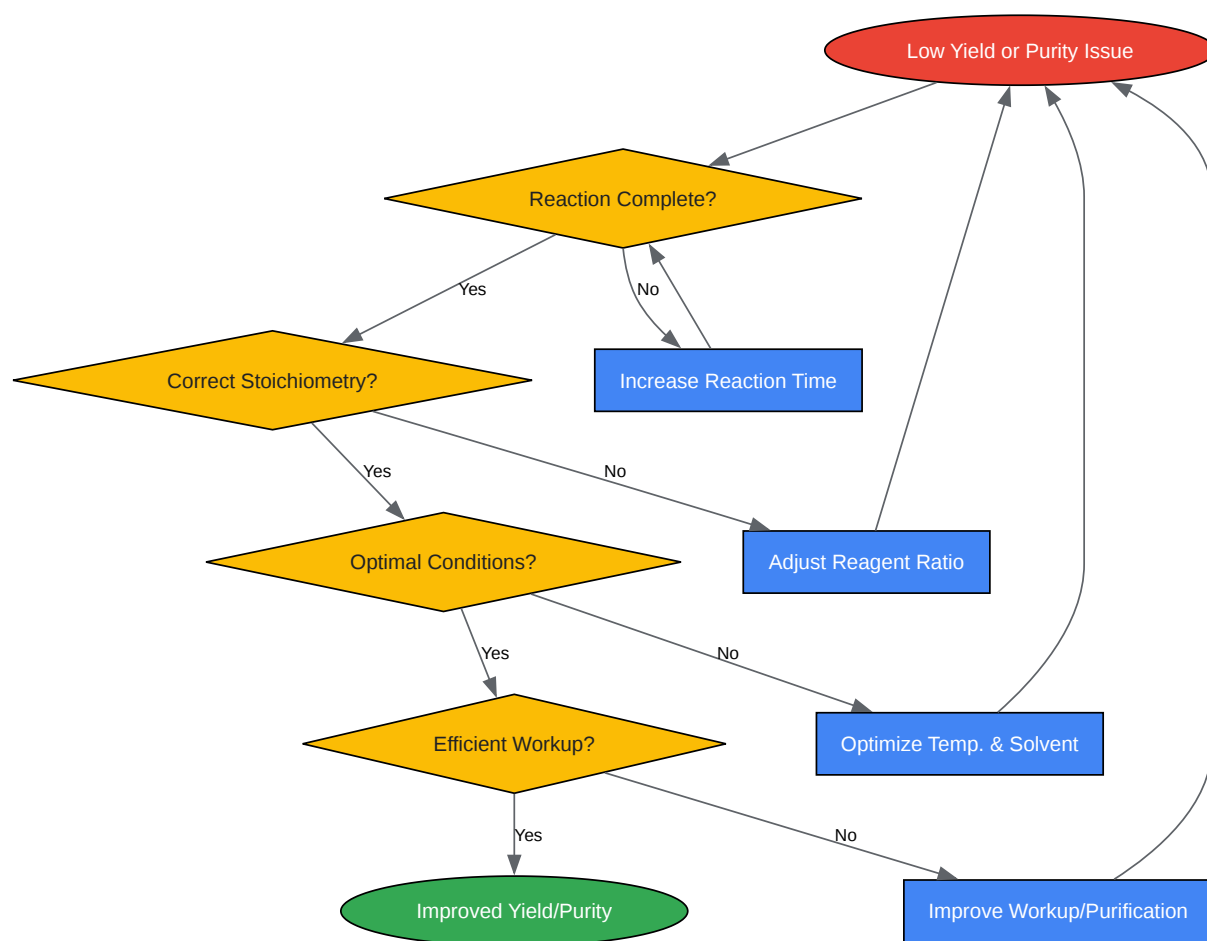 Low Yield or Purity Issue
Reaction Complete?
Yes
No
Correct Stoichiometry?
Increase Reaction Time
Yes
No
Optimal Conditions?
Adjust Reagent Ratio
Yes
No
Efficient Workup?
Optimize Temp. & Solvent
Yes
No
Improved Yield/Purity
Improve Workup/Purification